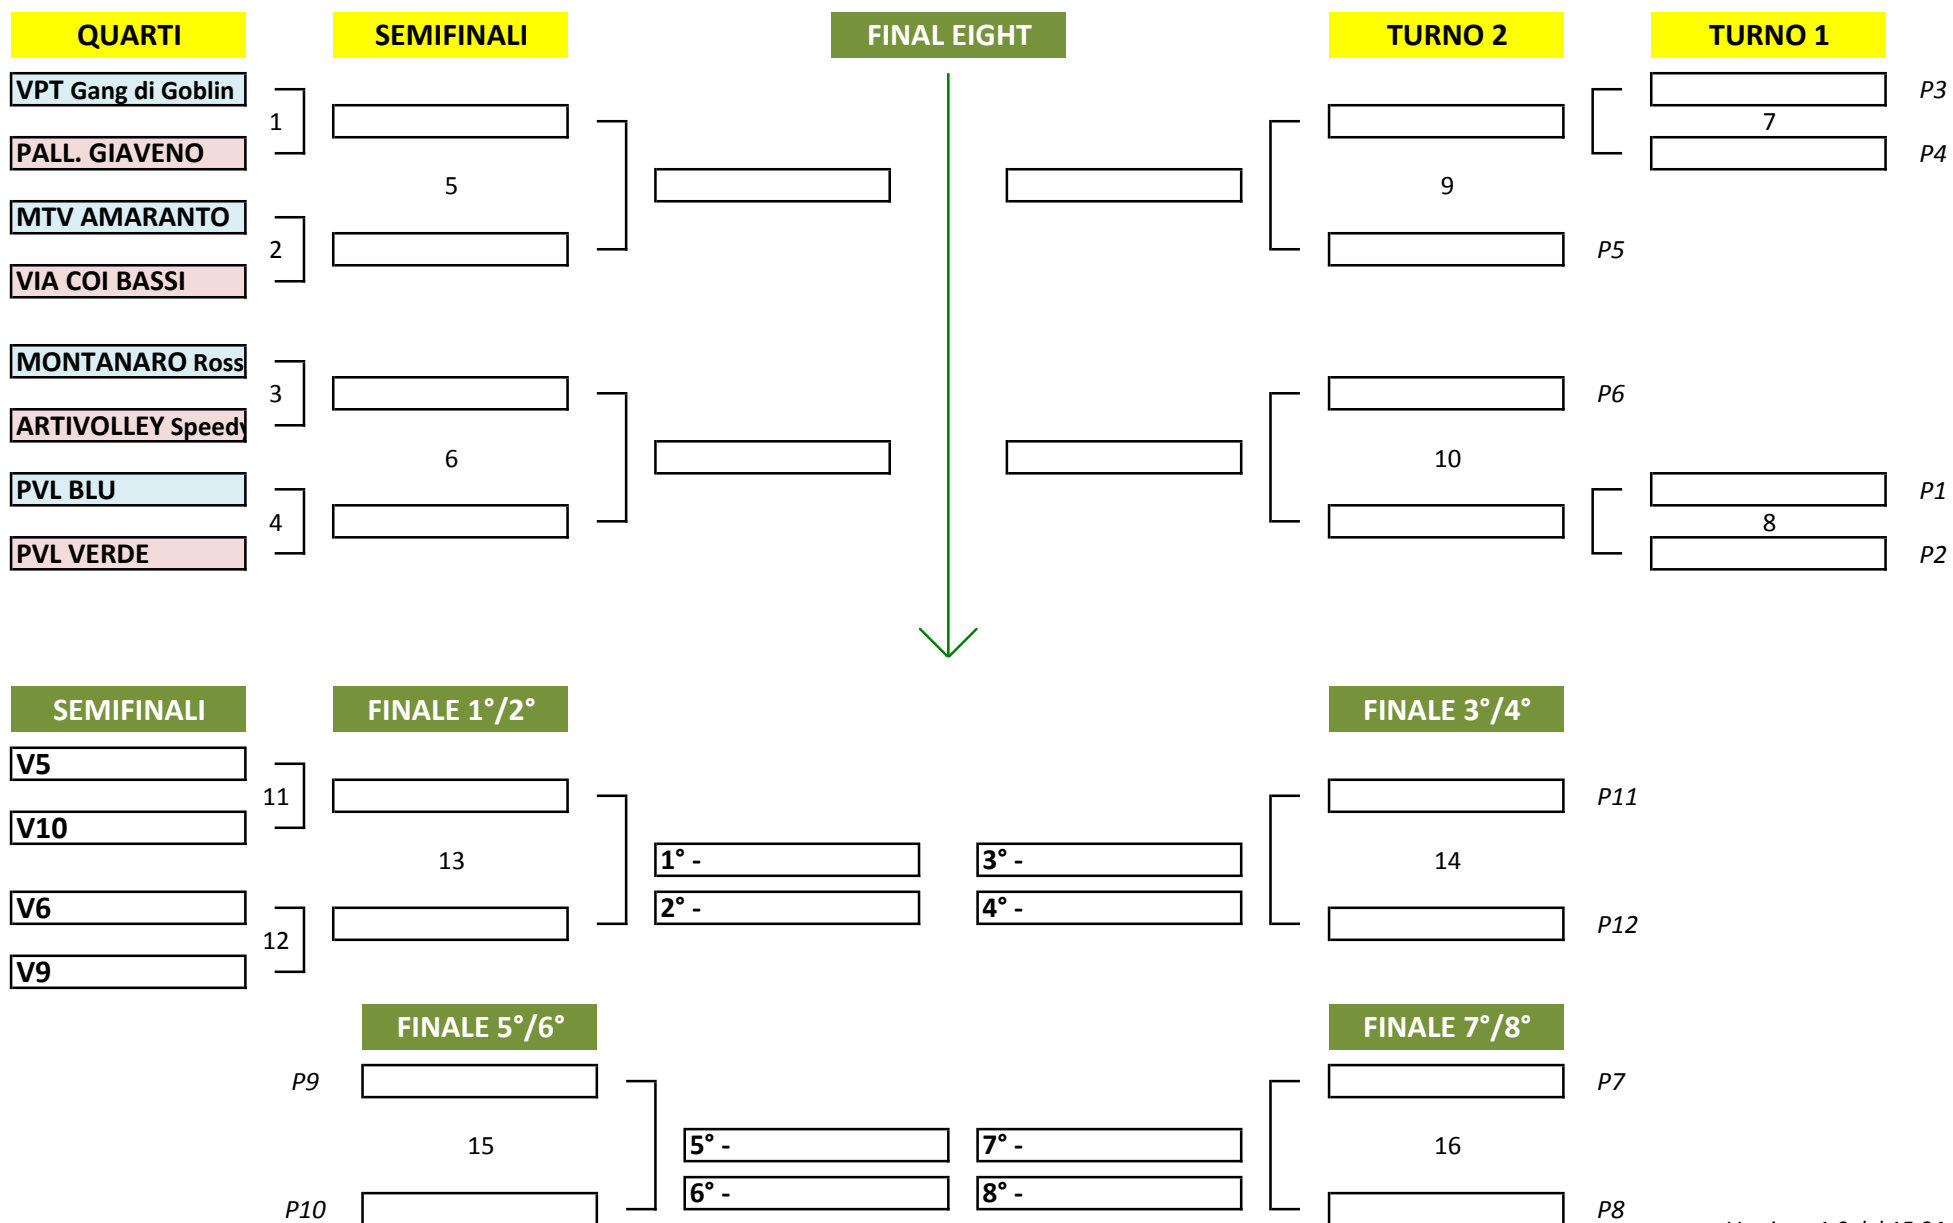 QUARTI SEMIFINALI FINAL EIGHT TURNO 2 TURNO 1
VPT Gang di Goblin P3
1 7
PALL. GIAVENO P4
5 9
MTV AMARANTO
2 P5
VIA COI BASSI
MONTANARO Ross
3 P6
ARTIVOLLEY Speedy
6 10
PVL BLU P1
4 8
PVL VERDE P2
SEMIFINALI FINALE 1°/2° FINALE 3°/4°
V5
11 P11
V10
13 1° - 3° - 14
V6 2° - 4° -
12 P12
V9
FINALE 5°/6° FINALE 7°/8°
P9 P7
15 5° - 7° - 16
6° - 8° -
P10 P8